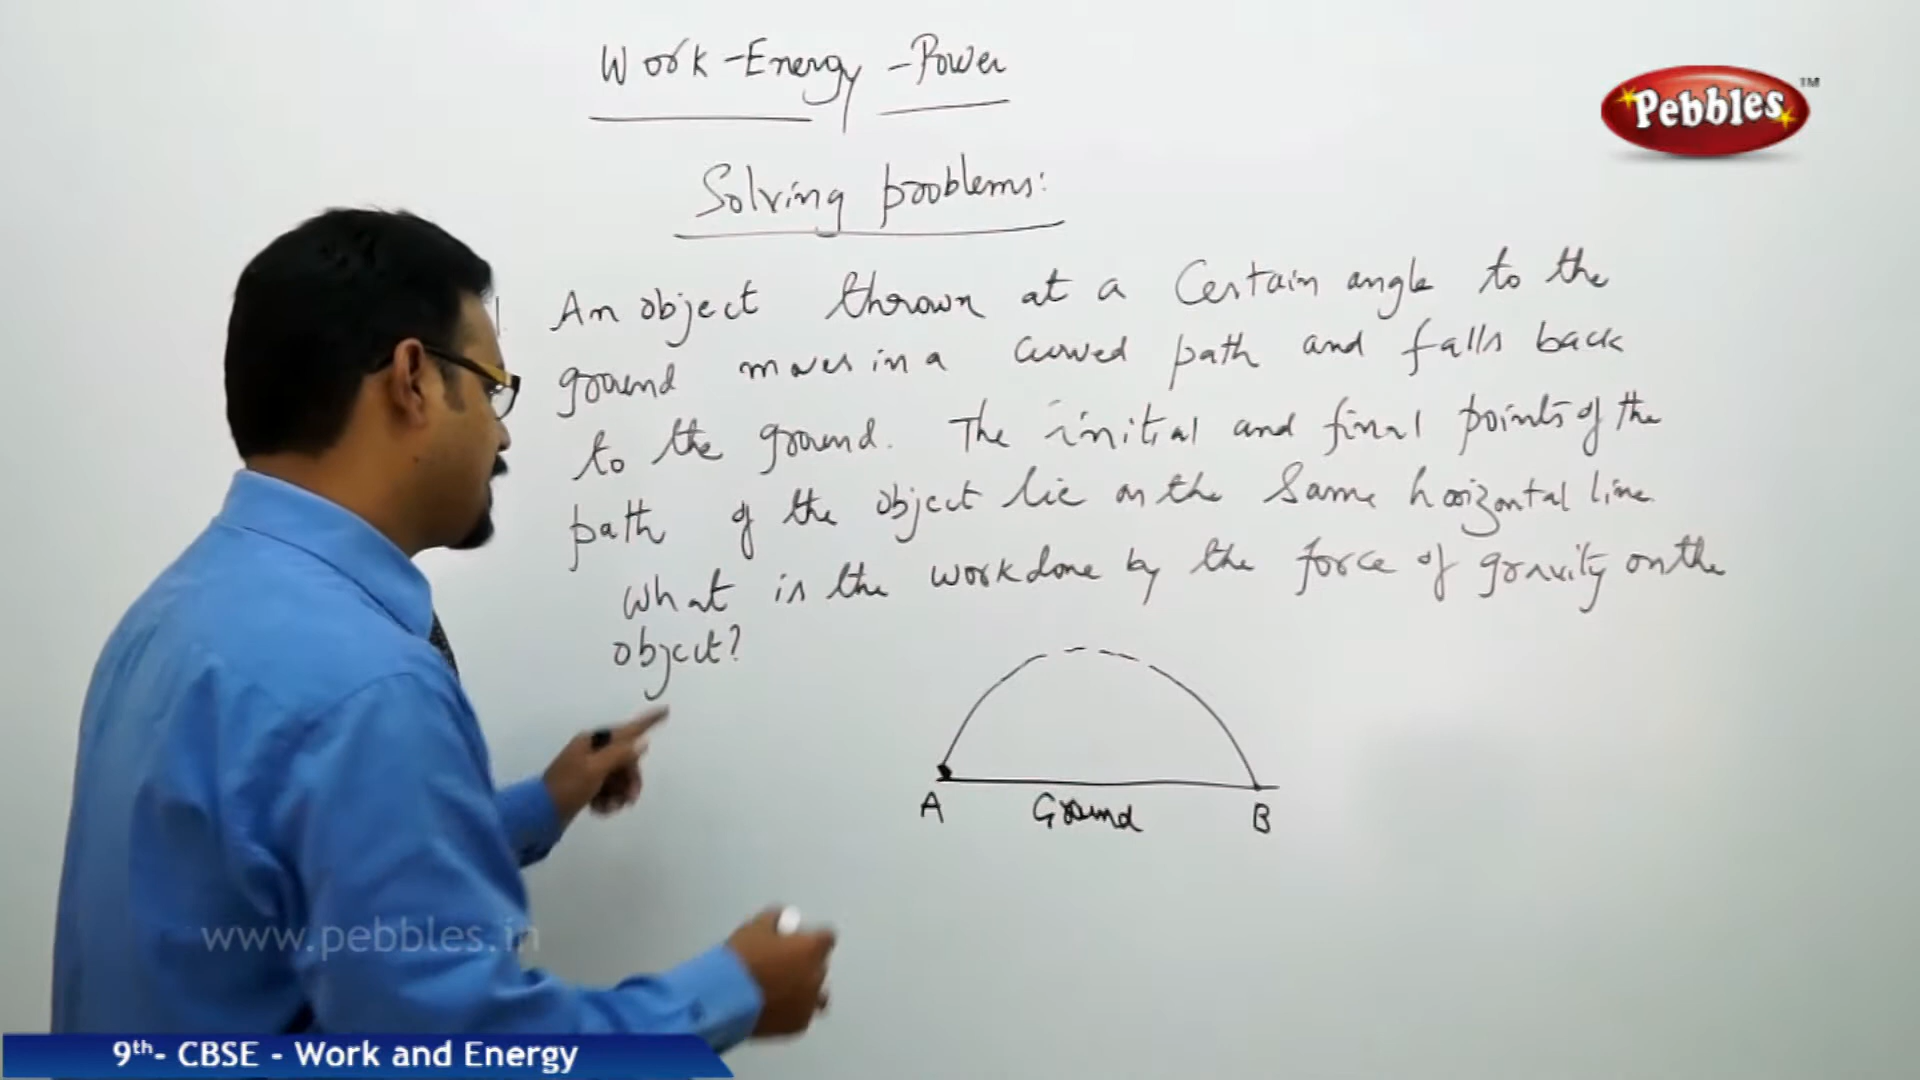 Work-Energy-Power
Pebbles™
Solving problems:
1. An object thrown at a Certain angle to the
ground moves in a curved path and falls back
to the ground. The initial and final points of the
path of the object lie on the same horizontal line
What is the workdone by the force of gravity on the
object?
A Ground B
www.pebbles.in
9th- CBSE - Work and Energy